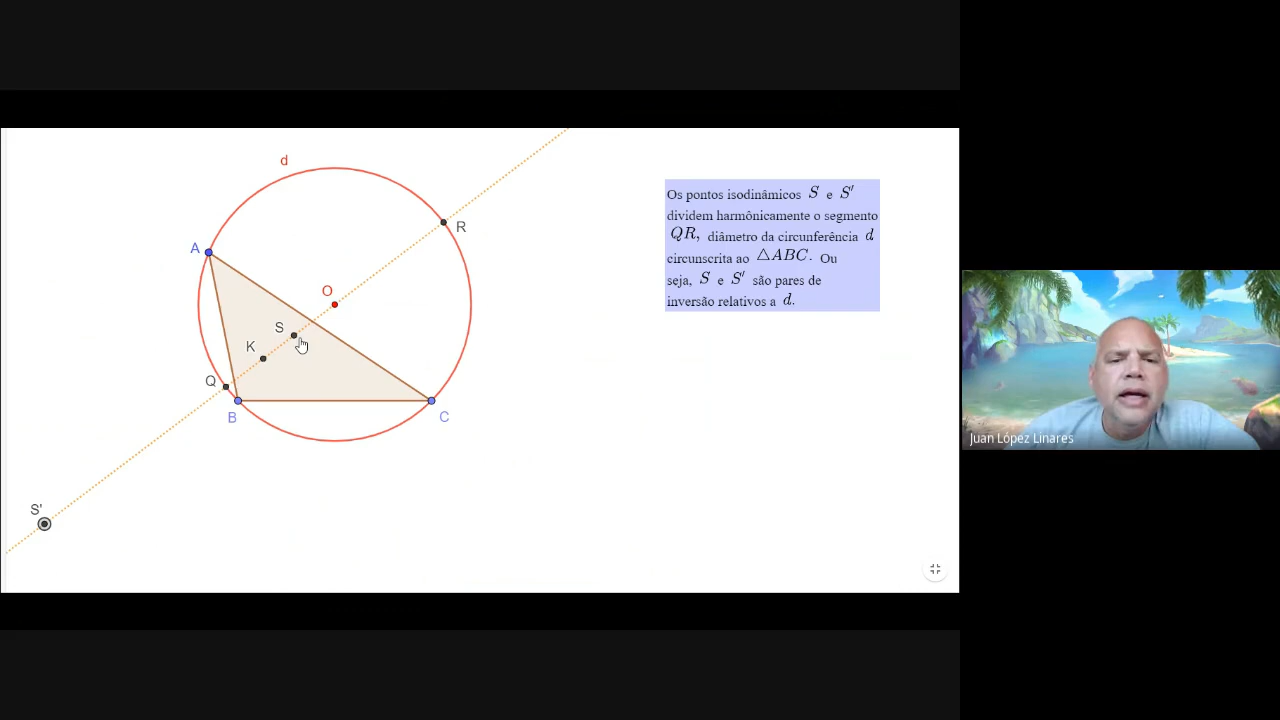 d
R
A
O
S
K
Q
B
C
S'
Os pontos isodinâmicos S e S′
dividem harmônicamente o segmento
QR, diâmetro da circunferência d
circunscrita ao △ABC. Ou
seja, S e S′ são pares de
inversão relativos a d.
Juan López Linares